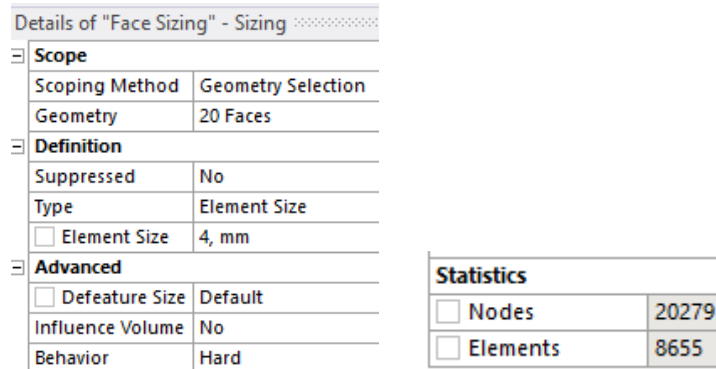 Details of "Face Sizing" - Sizing
Scope
Scoping Method Geometry Selection
Geometry 20 Faces
Definition
Suppressed No
Type Element Size
Element Size 4, mm
Advanced
Defeature Size Default
Influence Volume No
Behavior Hard
Statistics
Nodes 20279
Elements 8655